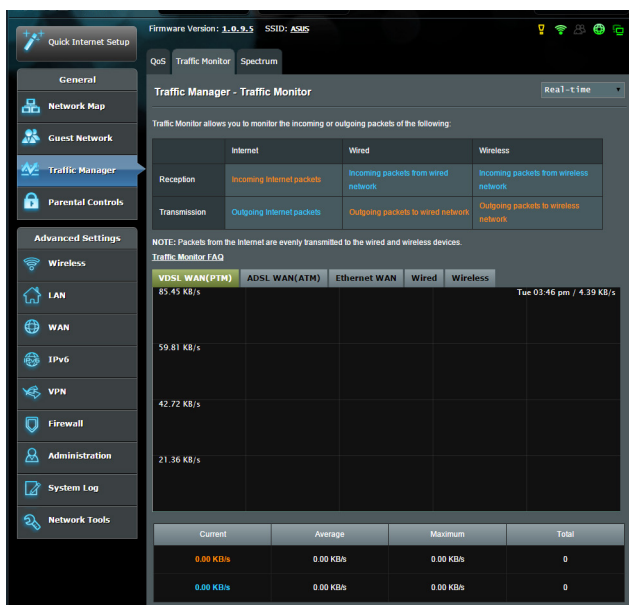 Quick Internet Setup
Firmware Version: 1.0.9.5 SSID: ASUS
QoS Traffic Monitor Spectrum
General
Network Map
Guest Network
Traffic Manager
Parental Controls
Advanced Settings
Wireless
LAN
WAN
IPv6
VPN
Firewall
Administration
System Log
Network Tools
Traffic Manager - Traffic Monitor
Real-time
Traffic Monitor allows you to monitor the incoming or outgoing packets of the following:
Internet Wired Wireless
Reception Incoming Internet packets Incoming packets from wired network Incoming packets from wireless network
Transmission Outgoing Internet packets Outgoing packets to wired network Outgoing packets to wireless network
NOTE: Packets from the Internet are evenly transmitted to the wired and wireless devices.
Traffic Monitor FAQ
VDSL WAN(PTM) ADSL WAN(ATM) Ethernet WAN Wired Wireless
85.45 KB/s Tue 03:46 pm / 4.39 KB/s
59.81 KB/s
42.72 KB/s
21.36 KB/s
Current Average Maximum Total
0.00 KB/s 0.00 KB/s 0.00 KB/s 0
0.00 KB/s 0.00 KB/s 0.00 KB/s 0